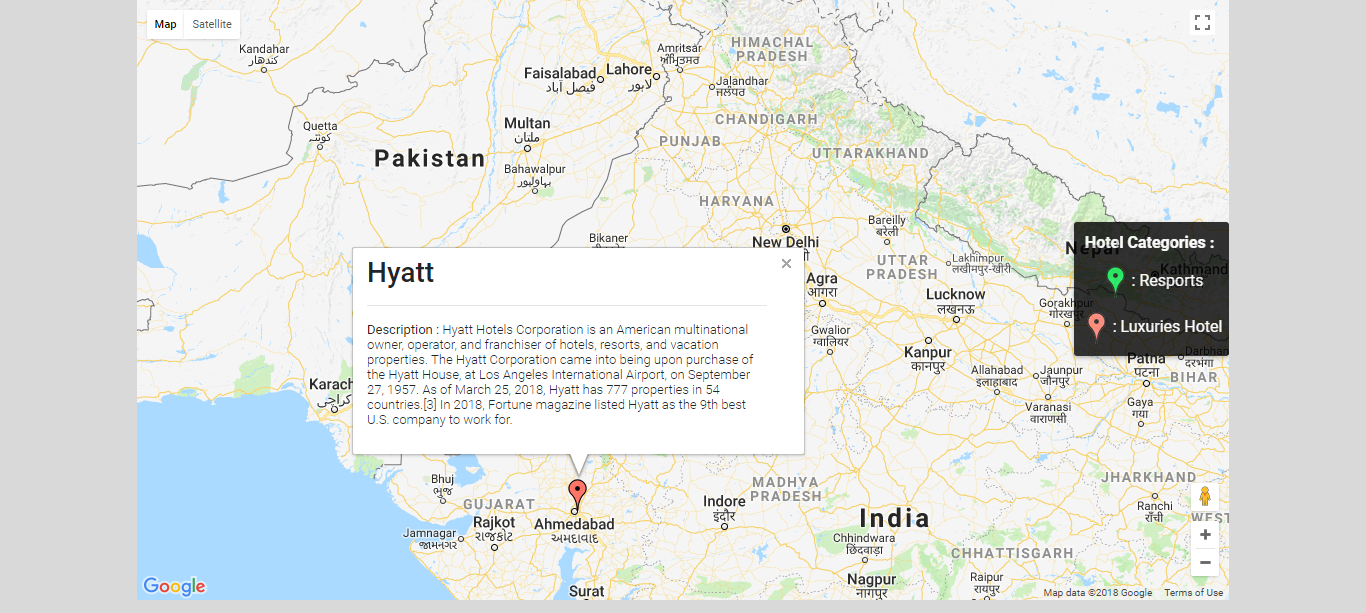 Map Satellite
Kandahar
كندهار
Amritsar
ਅੰਮ੍ਰਿਤਸਰ
HIMACHAL
PRADESH
Faisalabad
فیصل آباد
Lahore
لاہور
Jalandhar
ਜਲੰਧਰ
CHANDIGARH
Quetta
کوئٹہ
Multan
ملتان
PUNJAB
UTTARAKHAND
Pakistan
Bahawalpur
بہاولپور
HARYANA
Bareilly
बरेली
Bikaner
New Delhi
Nepal
Hotel Categories :
: Resports
: Luxuries Hotel
Kathmand
UTTAR
PRADESH
Lakhimpur
लखीमपुर-खीरी
Agra
आगरा
Lucknow
लखनऊ
Gorakhpur
गोरखपुर
Hyatt
Description : Hyatt Hotels Corporation is an American multinational
owner, operator, and franchiser of hotels, resorts, and vacation
properties. The Hyatt Corporation came into being upon purchase of
the Hyatt House, at Los Angeles International Airport, on September
27, 1957. As of March 25, 2018, Hyatt has 777 properties in 54
countries.[3] In 2018, Fortune magazine listed Hyatt as the 9th best
U.S. company to work for.
Gwalior
ग्वालियर
Kanpur
कानपुर
Allahabad
इलाहाबाद
Jaunpur
जौनपुर
Patna
पटना
Darbhan
दरभंगा
BIHAR
Varanasi
वाराणसी
Gaya
गया
Karach
کراچی
Bhuj
ભુજ
GUJARAT
Jamnagar
જામનગર
Rajkot
રાજકોટ
Ahmedabad
અમદાવાદ
Surat
MADHYA
PRADESH
Indore
इंदौर
India
Chhindwara
छिंदवाड़ा
JHARKHAND
Ranchi
राँची
WEST
CHHATTISGARH
Nagpur
नागपुर
Raipur
रायपुर
Google
Map data ©2018 Google Terms of Use